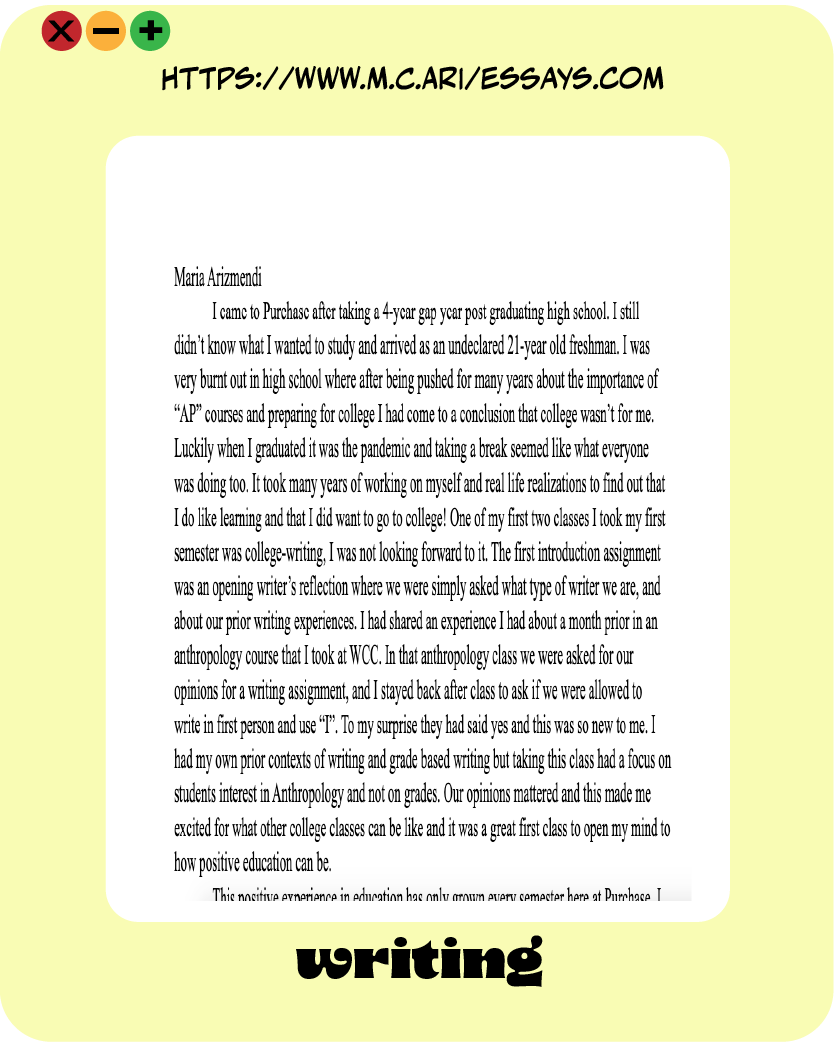 HTTPS://WWW.M.C.ARI/ESSAYS.COM
Maria Arizmendi
I came to Purchase after taking a 4-year gap year post graduating high school. I still
didn’t know what I wanted to study and arrived as an undeclared 21-year old freshman. I was
very burnt out in high school where after being pushed for many years about the importance of
“AP” courses and preparing for college I had come to a conclusion that college wasn’t for me.
Luckily when I graduated it was the pandemic and taking a break seemed like what everyone
was doing too. It took many years of working on myself and real life realizations to find out that
I do like learning and that I did want to go to college! One of my first two classes I took my first
semester was college-writing, I was not looking forward to it. The first introduction assignment
was an opening writer’s reflection where we were simply asked what type of writer we are, and
about our prior writing experiences. I had shared an experience I had about a month prior in an
anthropology course that I took at WCC. In that anthropology class we were asked for our
opinions for a writing assignment, and I stayed back after class to ask if we were allowed to
write in first person and use “I”. To my surprise they had said yes and this was so new to me. I
had my own prior contexts of writing and grade based writing but taking this class had a focus on
students interest in Anthropology and not on grades. Our opinions mattered and this made me
excited for what other college classes can be like and it was a great first class to open my mind to
how positive education can be.
This positive experience in education has only grown every semester here at Purchase. I
writing